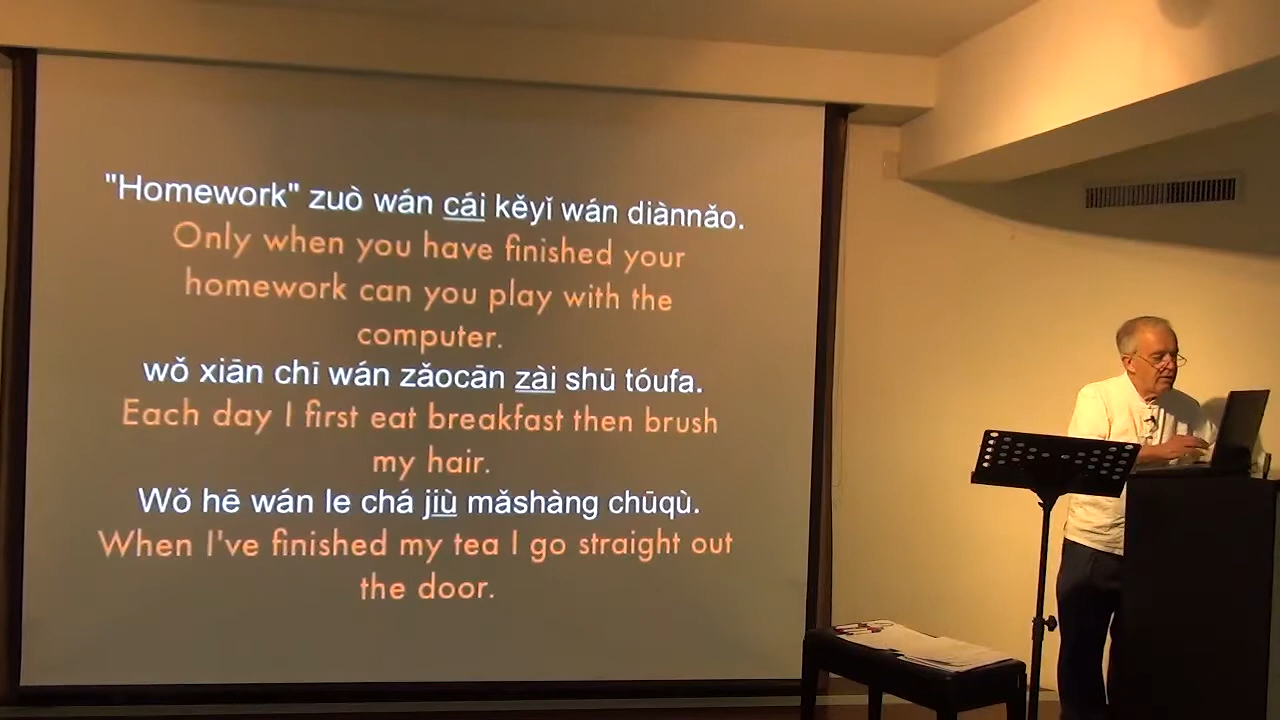 "Homework" zuò wán cái kěyǐ wán diànnǎo.
Only when you have finished your
homework can you play with the
computer.
wǒ xiān chī wán zǎocān zài shū tóufa.
Each day I first eat breakfast then brush
my hair.
Wǒ hē wán le chá jiù mǎshàng chūqù.
When I've finished my tea I go straight out
the door.